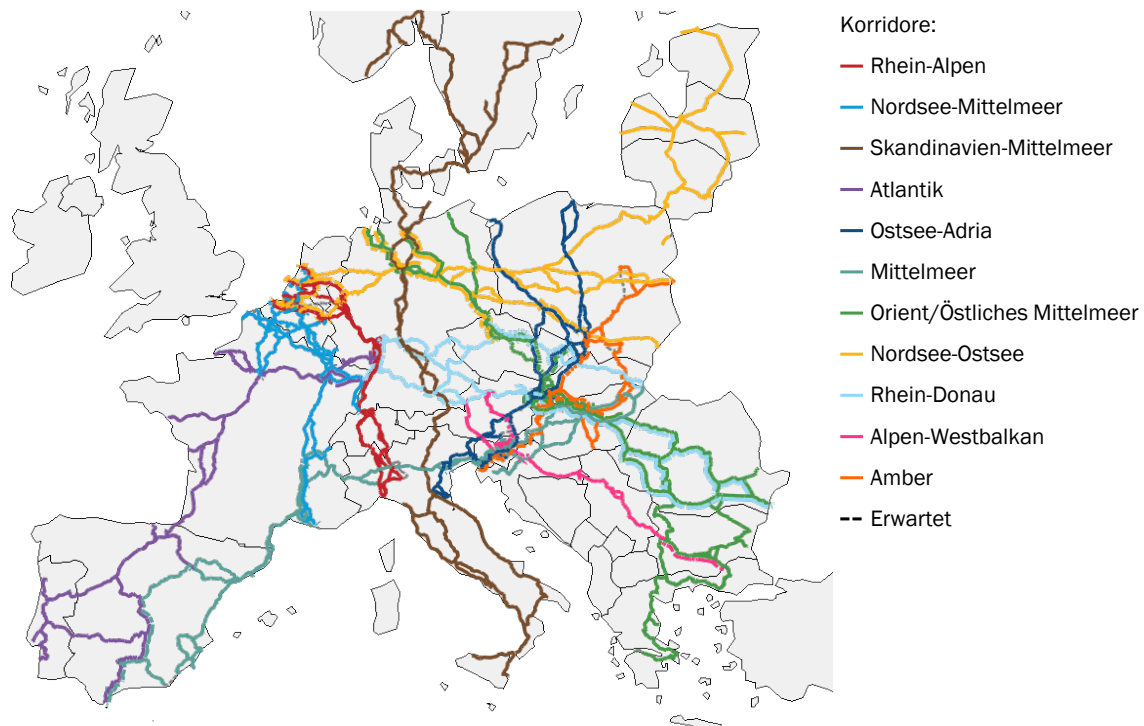 Korridore:
Rhein-Alpen
Nordsee-Mittelmeer
Skandinavien-Mittelmeer
Atlantik
Ostsee-Adria
Mittelmeer
Orient/Östliches Mittelmeer
Nordsee-Ostsee
Rhein-Donau
Alpen-Westbalkan
Amber
Erwartet